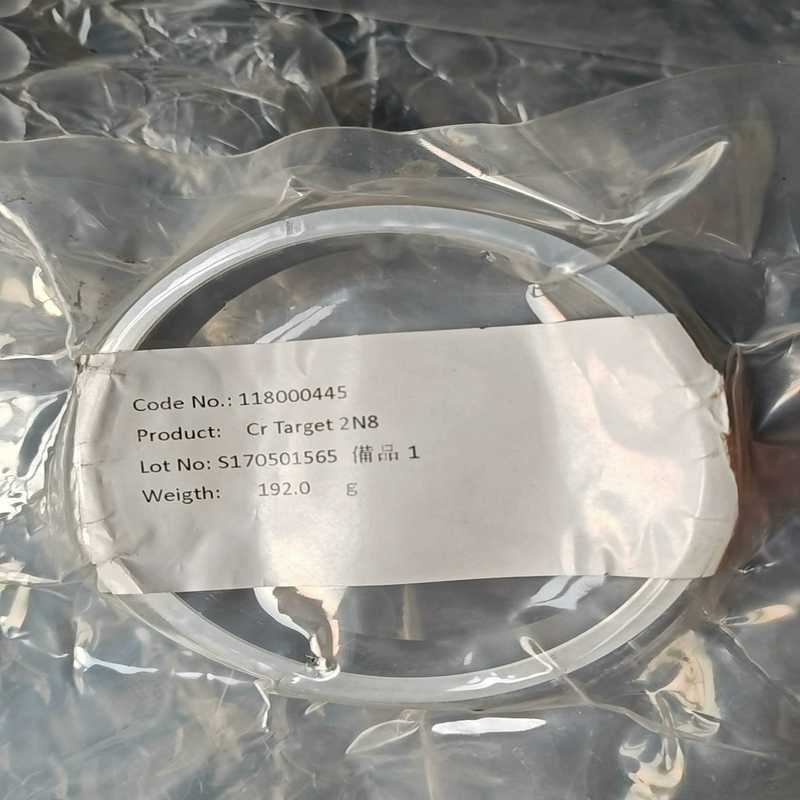 Code No.: 118000445
Product: Cr Target 2N8
Lot No: S170501565 備品 1
Weigth: 192.0 g